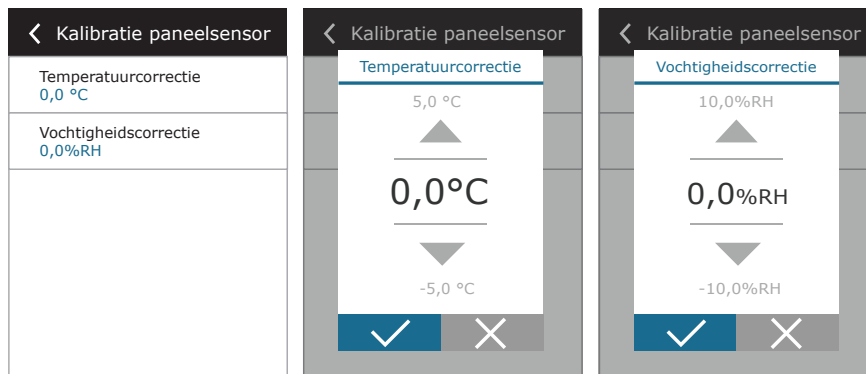 Kalibratie paneelsensor
Temperatuurcorrectie
0,0 °C
Vochtigheidscorrectie
0,0%RH
Kalibratie paneelsensor
Temperatuurcorrectie
5,0 °C
0,0°C
-5,0 °C
Kalibratie paneelsensor
Vochtigheidscorrectie
10,0%RH
0,0%RH
-10,0%RH